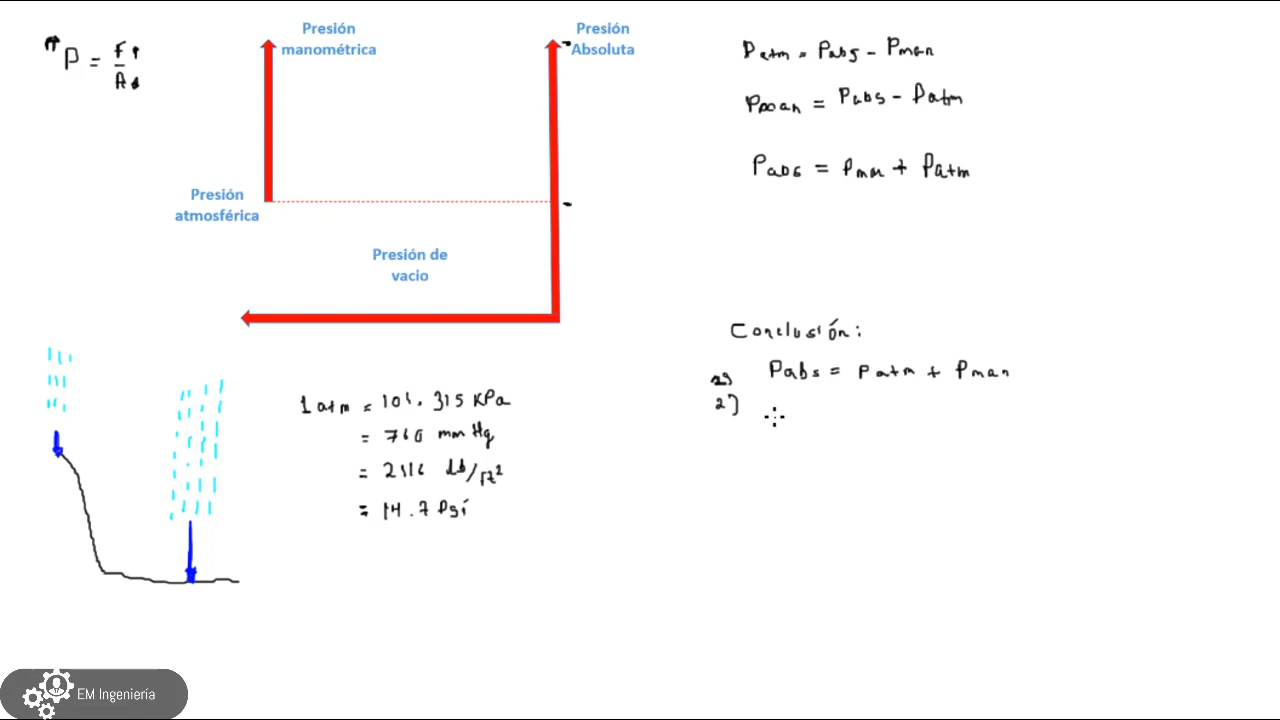 P = F/A
Presión
manométrica
Presión
Absoluta
Presión
atmosférica
Presión de
vacio
Patm = Pabs - Pman
Pman = Pabs - Patm
Pabs = Pman + Patm
1 atm = 101.315 KPa
= 760 mm Hg
= 2116 lb/ft²
= 14.7 Psi
Conclusión:
Pabs = Patm + Pman
2)
EM Ingeniería